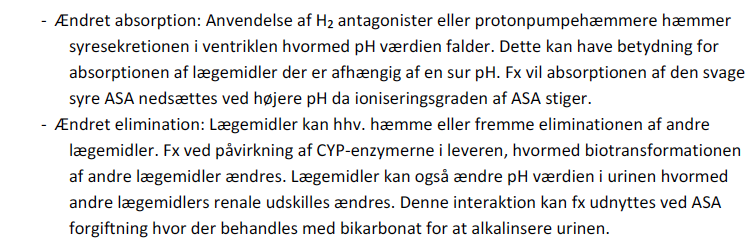 - Ændret absorption: Anvendelse af H₂ antagonister eller protonpumpehæmmere hæmmer
syresekretionen i ventriklen hvormed pH værdien falder. Dette kan have betydning for
absorptionen af lægemidler der er afhængig af en sur pH. Fx vil absorptionen af den svage
syre ASA nedsættes ved højere pH da ioniseringsgraden af ASA stiger.
- Ændret elimination: Lægemidler kan hhv. hæmme eller fremme eliminationen af andre
lægemidler. Fx ved påvirkning af CYP-enzymerne i leveren, hvormed biotransformationen
af andre lægemidler ændres. Lægemidler kan også ændre pH værdien i urinen hvormed
andre lægemidlers renale udskilles ændres. Denne interaktion kan fx udnyttes ved ASA
forgiftning hvor der behandles med bikarbonat for at alkalinsere urinen.